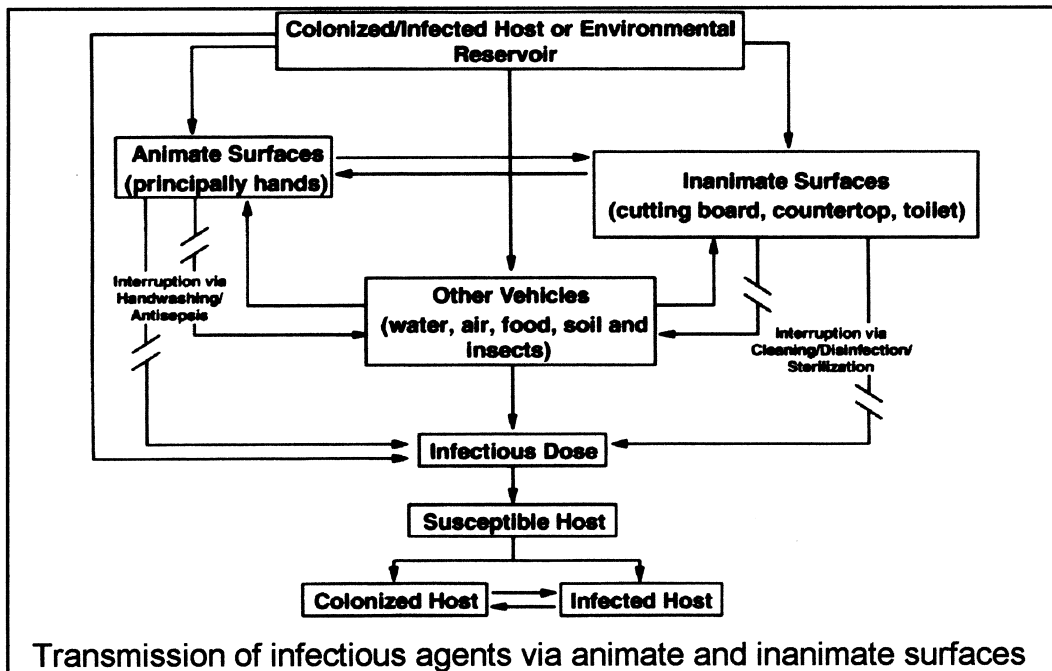 Colonized/Infected Host or Environmental
Reservoir
Animate Surfaces
(principally hands)
Inanimate Surfaces
(cutting board, countertop, toilet)
Interruption via
Handwashing/
Antisepsis
Other Vehicles
(water, air, food, soil and
insects)
Interruption via
Cleaning/Disinfection/
Sterilization
Infectious Dose
Susceptible Host
Colonized Host
Infected Host
Transmission of infectious agents via animate and inanimate surfaces